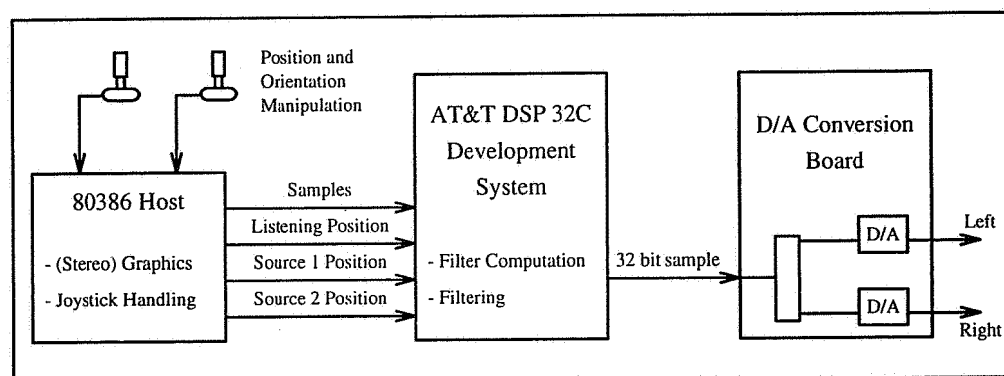 Position and
Orientation
Manipulation
80386 Host
- (Stereo) Graphics
- Joystick Handling
Samples
Listening Position
Source 1 Position
Source 2 Position
AT&T DSP 32C
Development
System
- Filter Computation
- Filtering
32 bit sample
D/A Conversion
Board
D/A
Left
D/A
Right